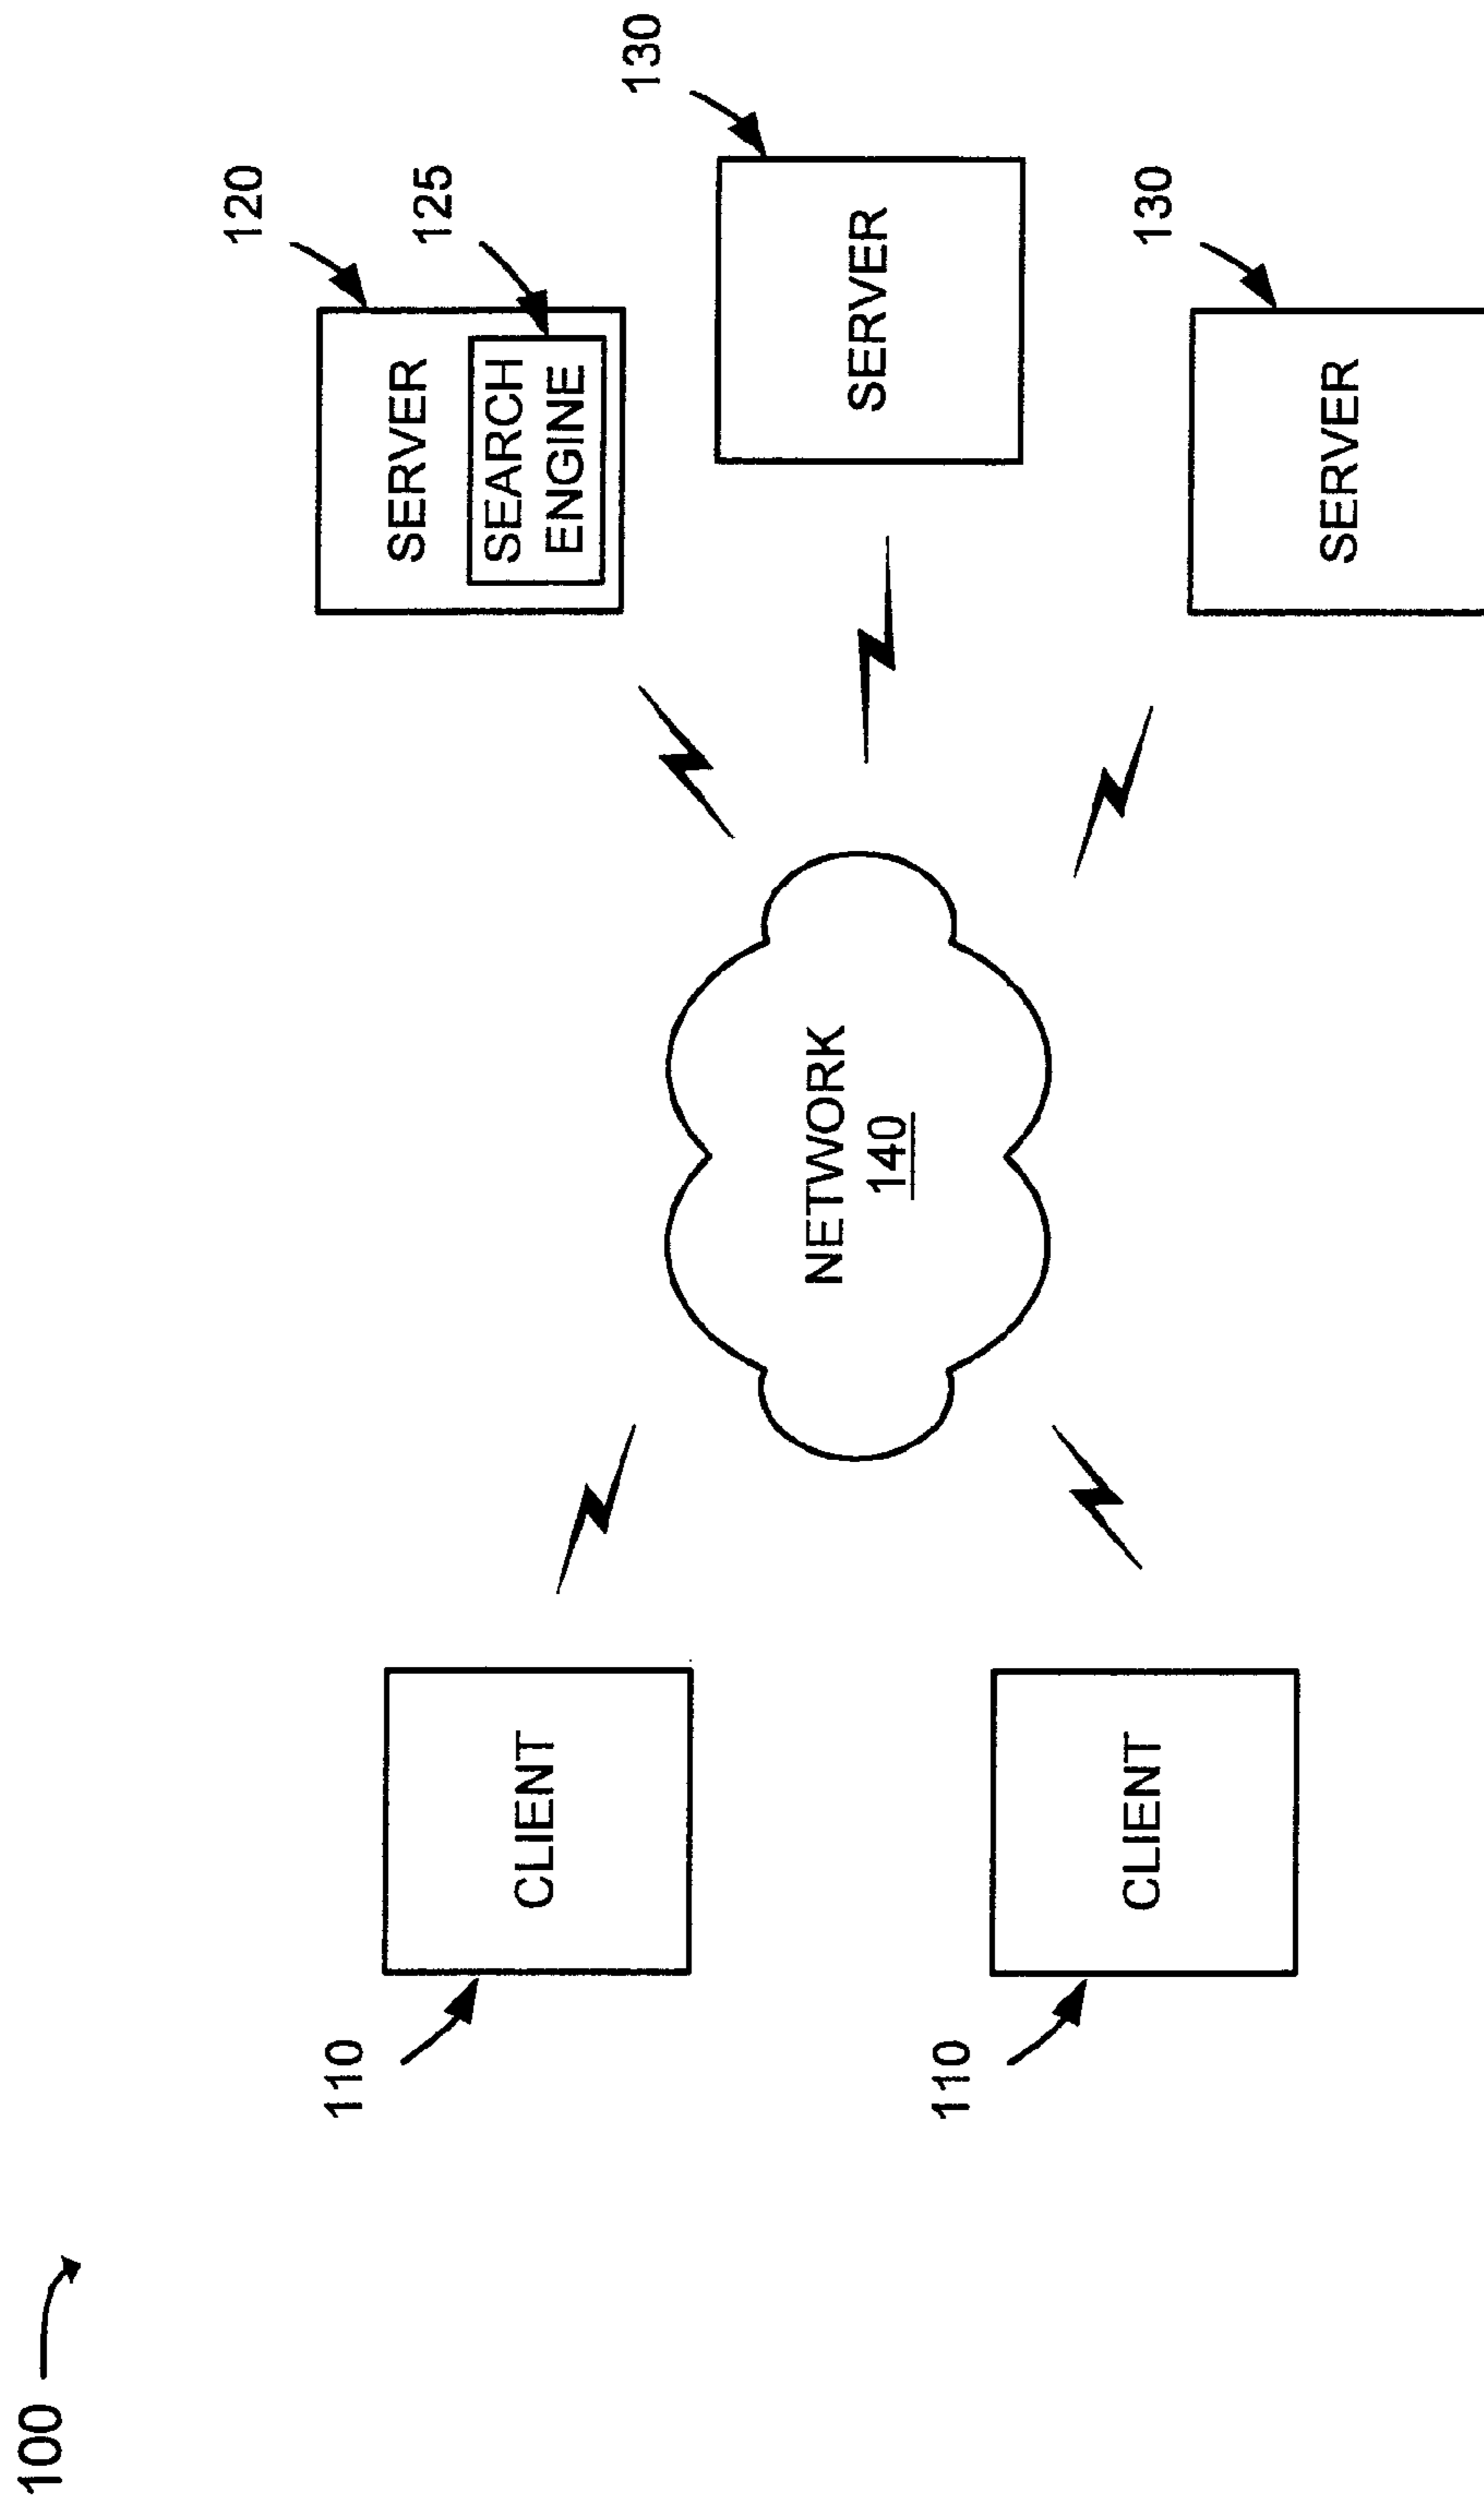 100
110
CLIENT
110
CLIENT
NETWORK
140
120
SERVER
125
SEARCH
ENGINE
130
SERVER
130
SERVER